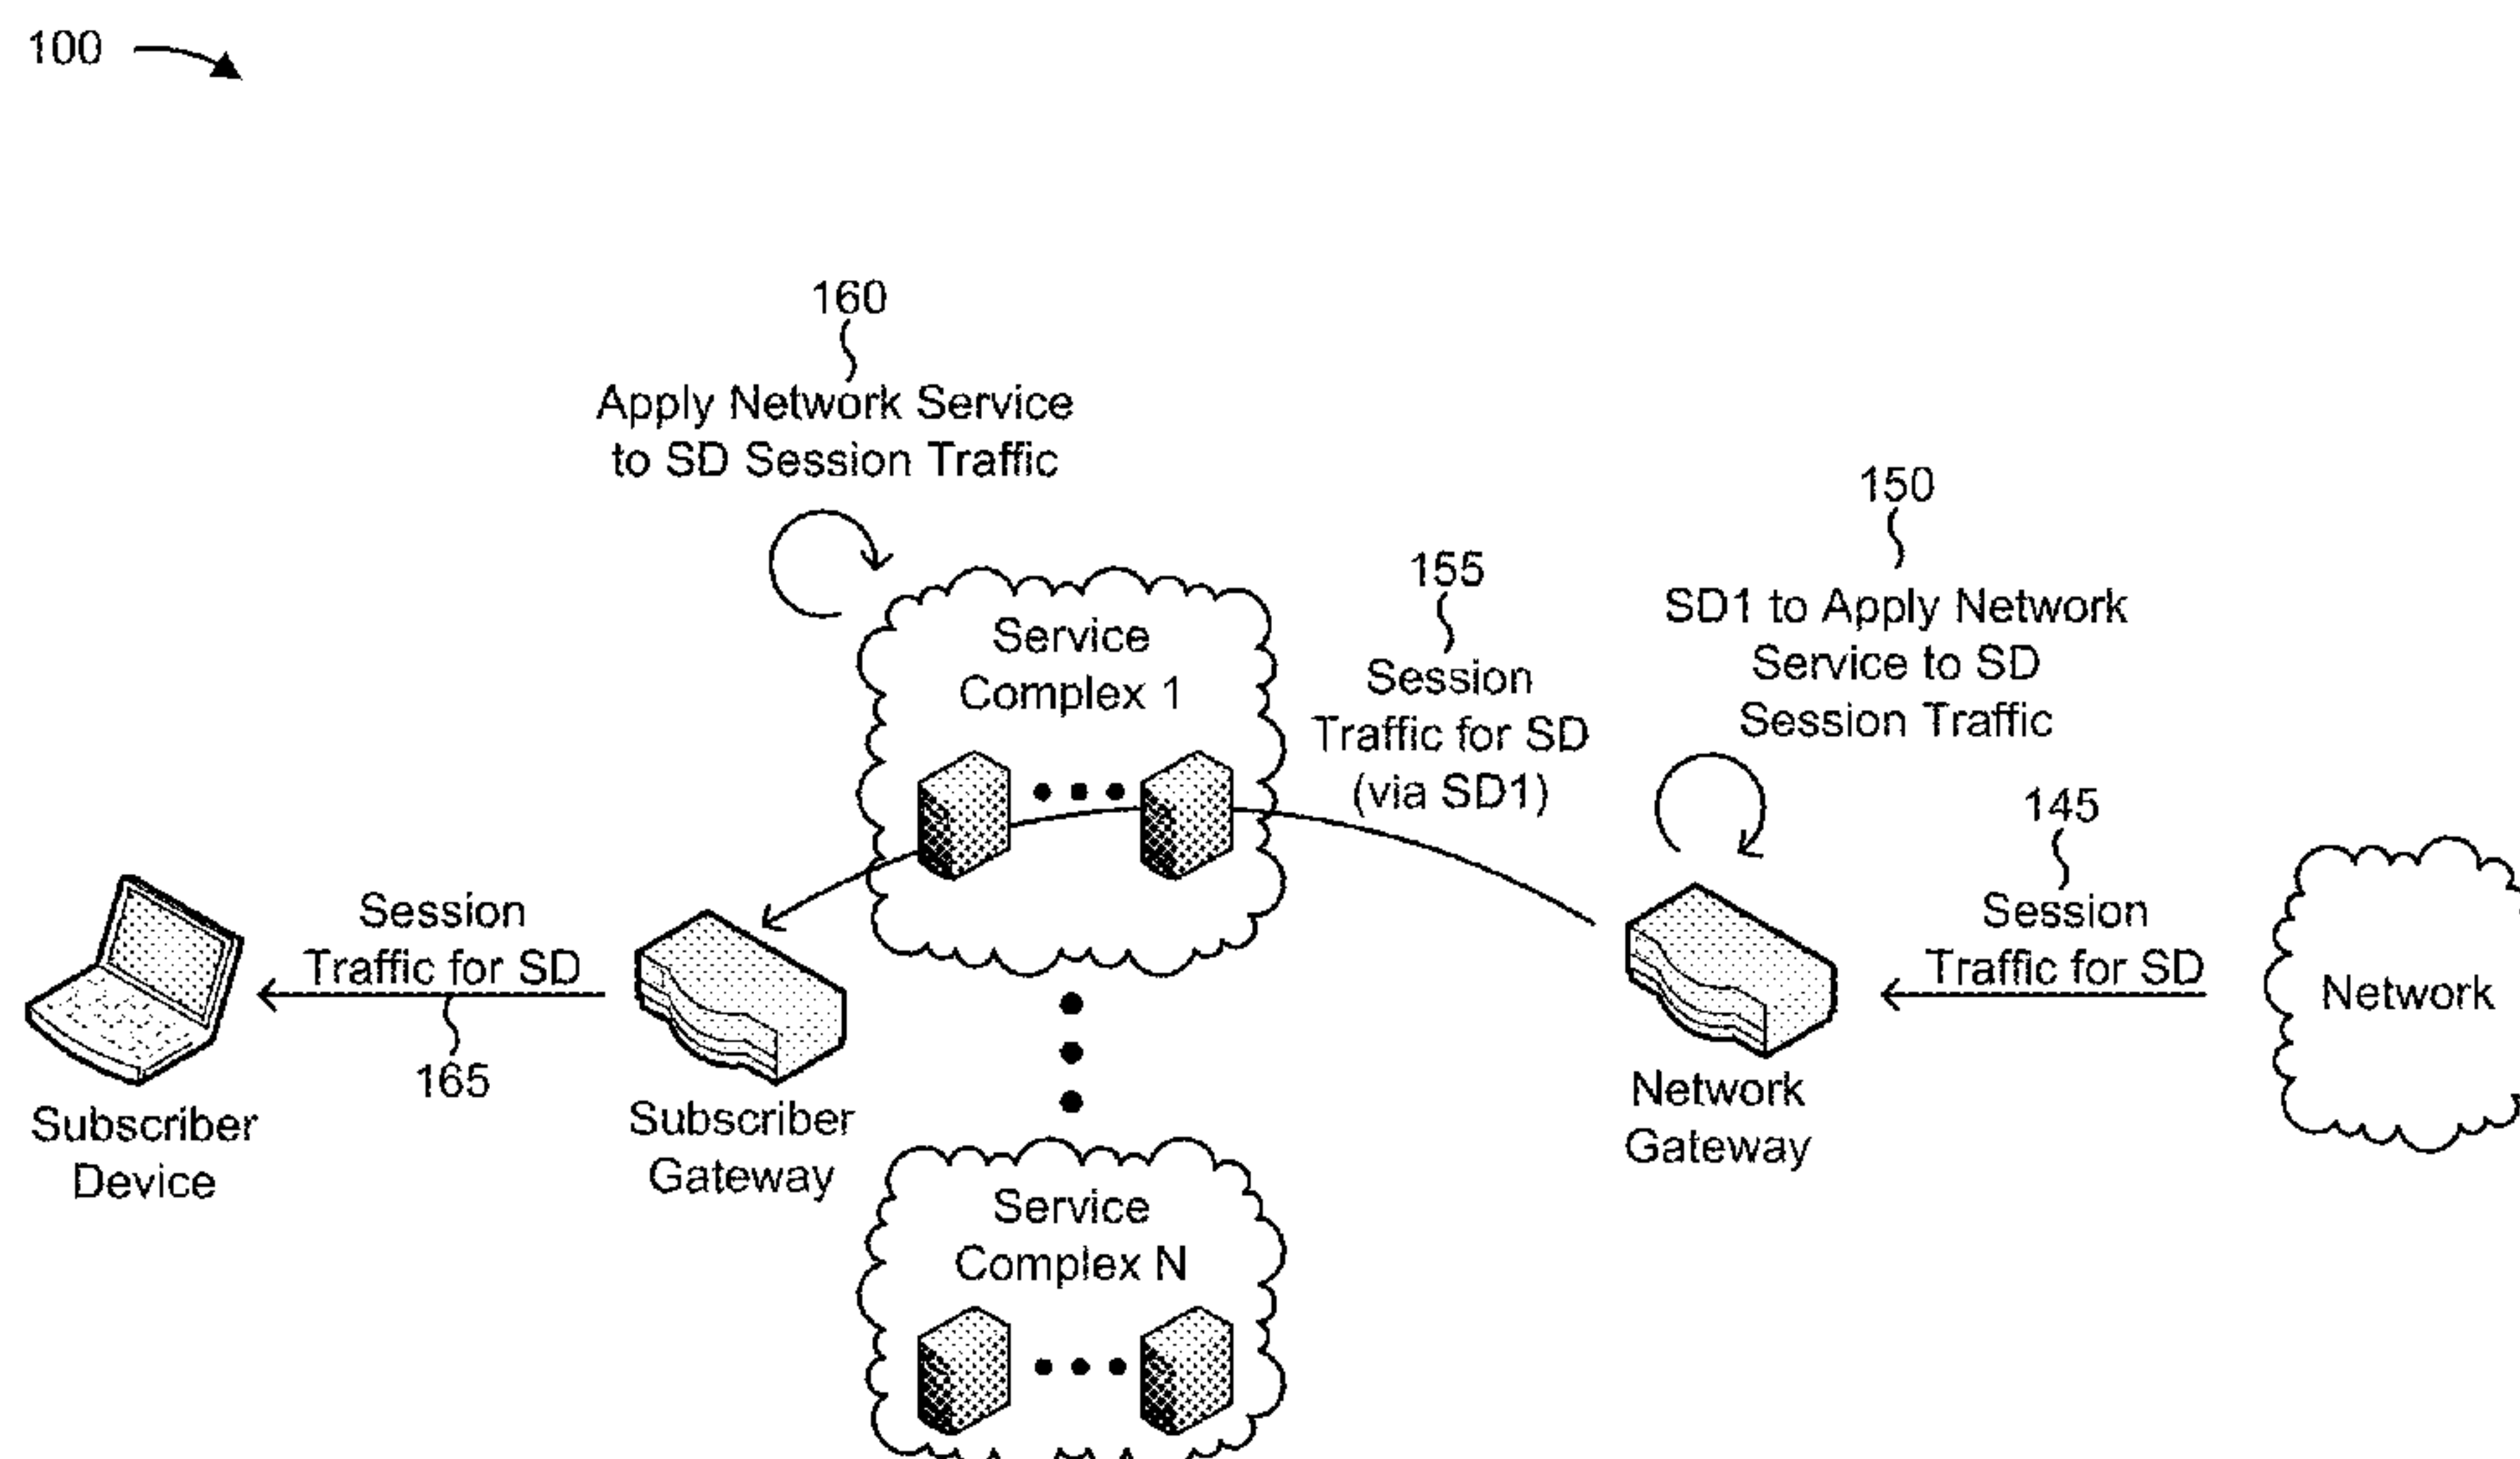 100
160
Apply Network Service
to SD Session Traffic
150
SD1 to Apply Network
Service to SD
Session Traffic
155
Session
Traffic for SD
(via SD1)
145
Session
Traffic for SD
Service
Complex 1
Session
Traffic for SD
165
Subscriber
Device
Subscriber
Gateway
Network
Gateway
Network
Service
Complex N